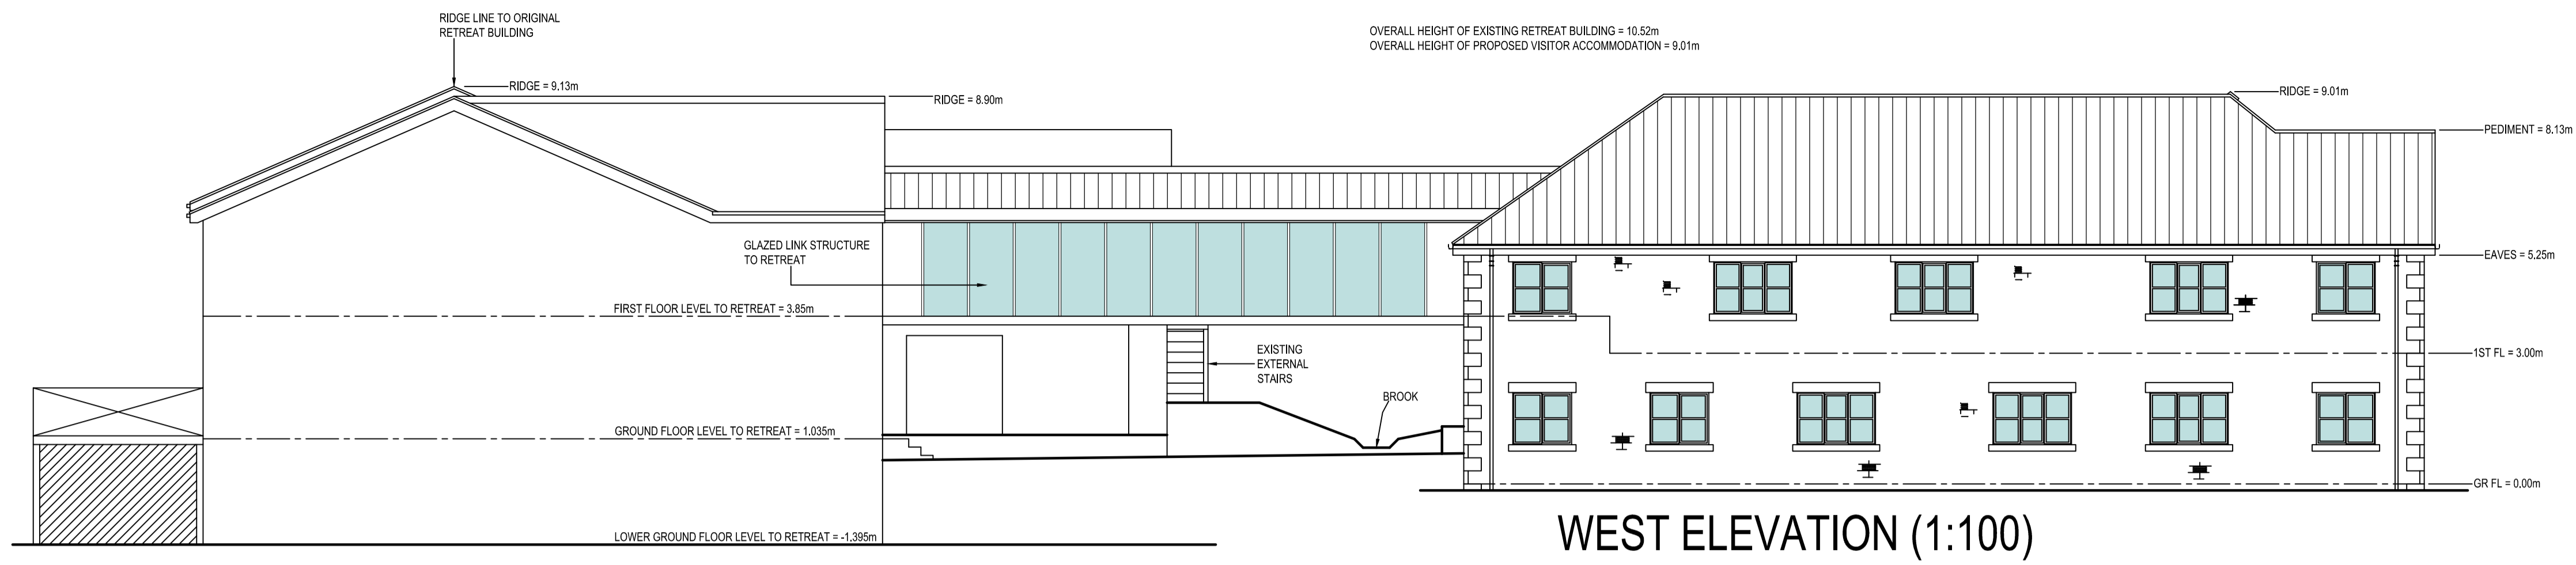 RIDGE LINE TO ORIGINAL
RETREAT BUILDING
OVERALL HEIGHT OF EXISTING RETREAT BUILDING = 10.52m
OVERALL HEIGHT OF PROPOSED VISITOR ACCOMMODATION = 9.01m
RIDGE = 9.13m
RIDGE = 8.90m
RIDGE = 9.01m
PEDIMENT = 8.13m
GLAZED LINK STRUCTURE
TO RETREAT
EAVES = 5.25m
FIRST FLOOR LEVEL TO RETREAT = 3.85m
EXISTING
EXTERNAL
STAIRS
1ST FL = 3.00m
BROOK
GROUND FLOOR LEVEL TO RETREAT = 1.035m
GR FL = 0.00m
LOWER GROUND FLOOR LEVEL TO RETREAT = -1.395m
WEST ELEVATION (1:100)